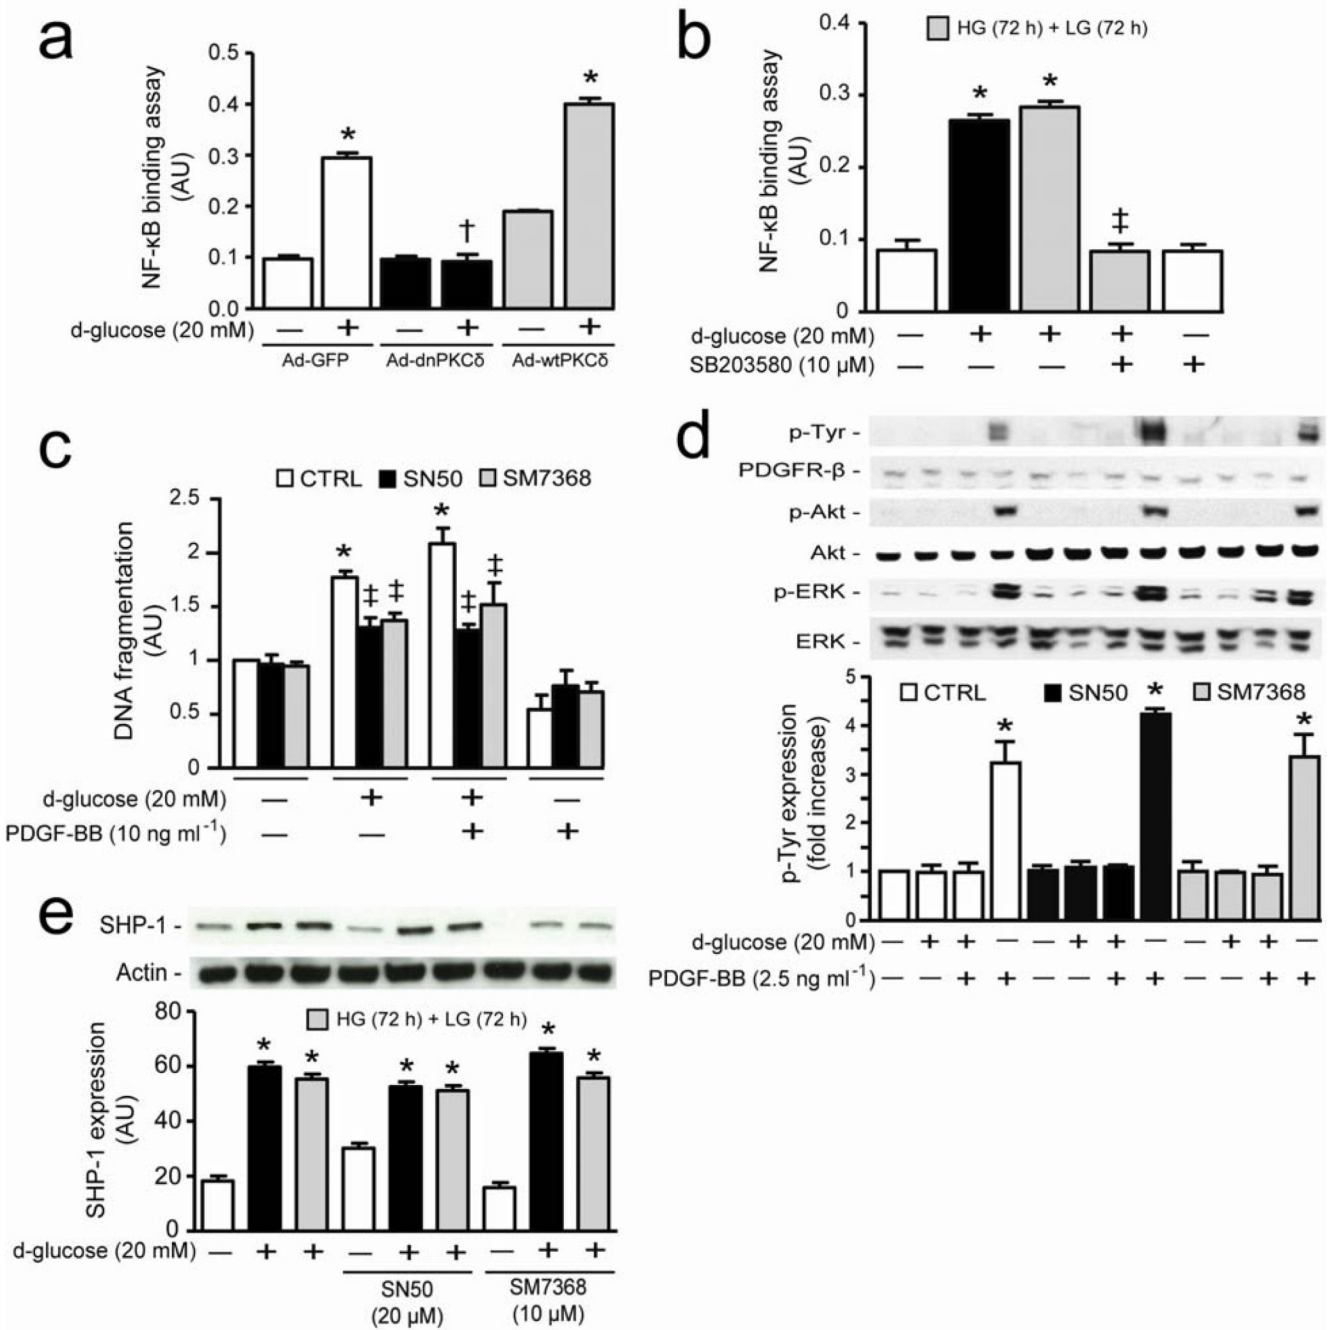 a
NF-κB binding assay
(AU)
0.5
0.4
0.3
0.2
0.1
0.0
*
†
*
d-glucose (20 mM) — + — + — +
Ad-GFP Ad-dnPKCδ Ad-wtPKCδ
b
NF-κB binding assay
(AU)
HG (72 h) + LG (72 h)
0.4
0.3
0.2
0.1
0
* * ‡
d-glucose (20 mM) — + + + —
SB203580 (10 µM) — — — + +
c
DNA fragmentation
(AU)
CTRL SN50 SM7368
2.5
2
1.5
1
0.5
0
* ‡ ‡ * ‡ ‡
d-glucose (20 mM) — + + —
PDGF-BB (10 ng ml⁻¹) — — + +
d
p-Tyr -
PDGFR-β -
p-Akt -
Akt -
p-ERK -
ERK -
p-Tyr expression
(fold increase)
CTRL SN50 SM7368
5
4
3
2
1
0
* * *
d-glucose (20 mM) — + + — — + + — — + + —
PDGF-BB (2.5 ng ml⁻¹) — — + + — — + + — — + +
e
SHP-1 -
Actin -
SHP-1 expression
(AU)
HG (72 h) + LG (72 h)
80
60
40
20
0
* * * * * *
d-glucose (20 mM) — + + — + + — + +
SN50 SM7368
(20 µM) (10 µM)